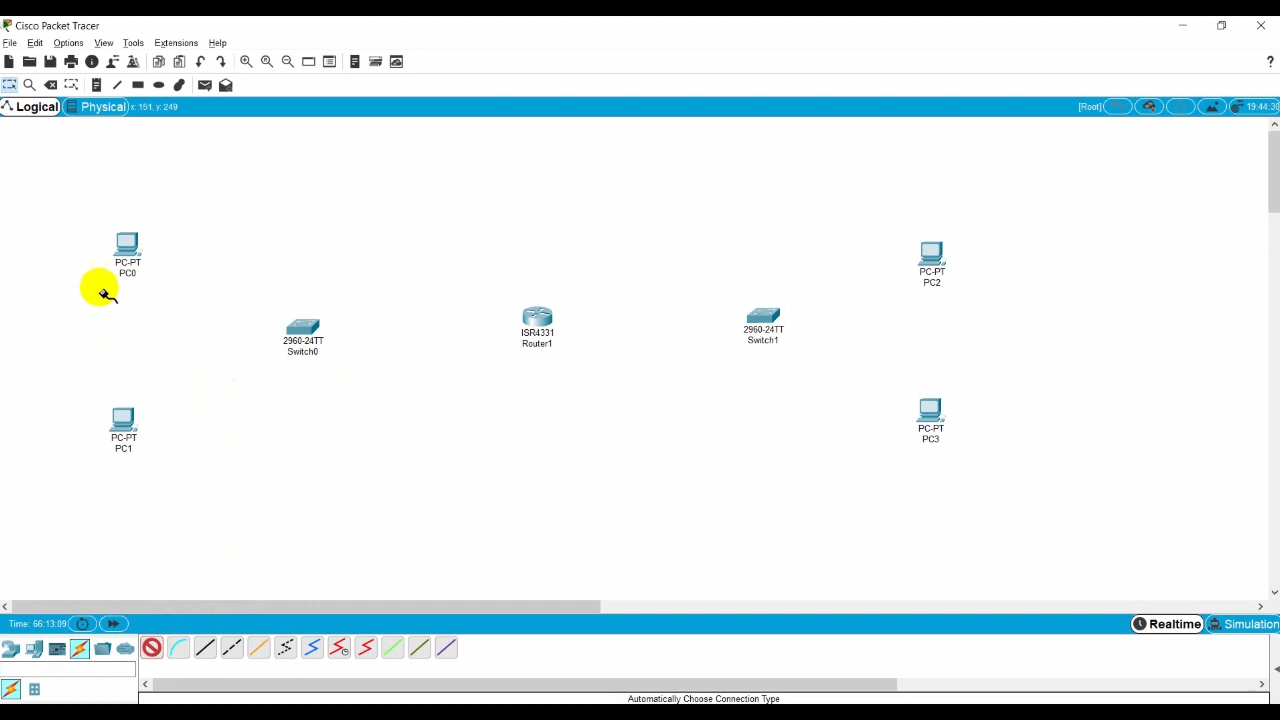 Cisco Packet Tracer
File Edit Options View Tools Extensions Help
?
Logical Physical x: 151, y: 249 [Root] 19:44:30
PC-PT
PC0
PC-PT
PC2
2960-24TT
Switch0
ISR4331
Router1
2960-24TT
Switch1
PC-PT
PC1
PC-PT
PC3
Time: 66:13:09 Realtime Simulation
Automatically Choose Connection Type